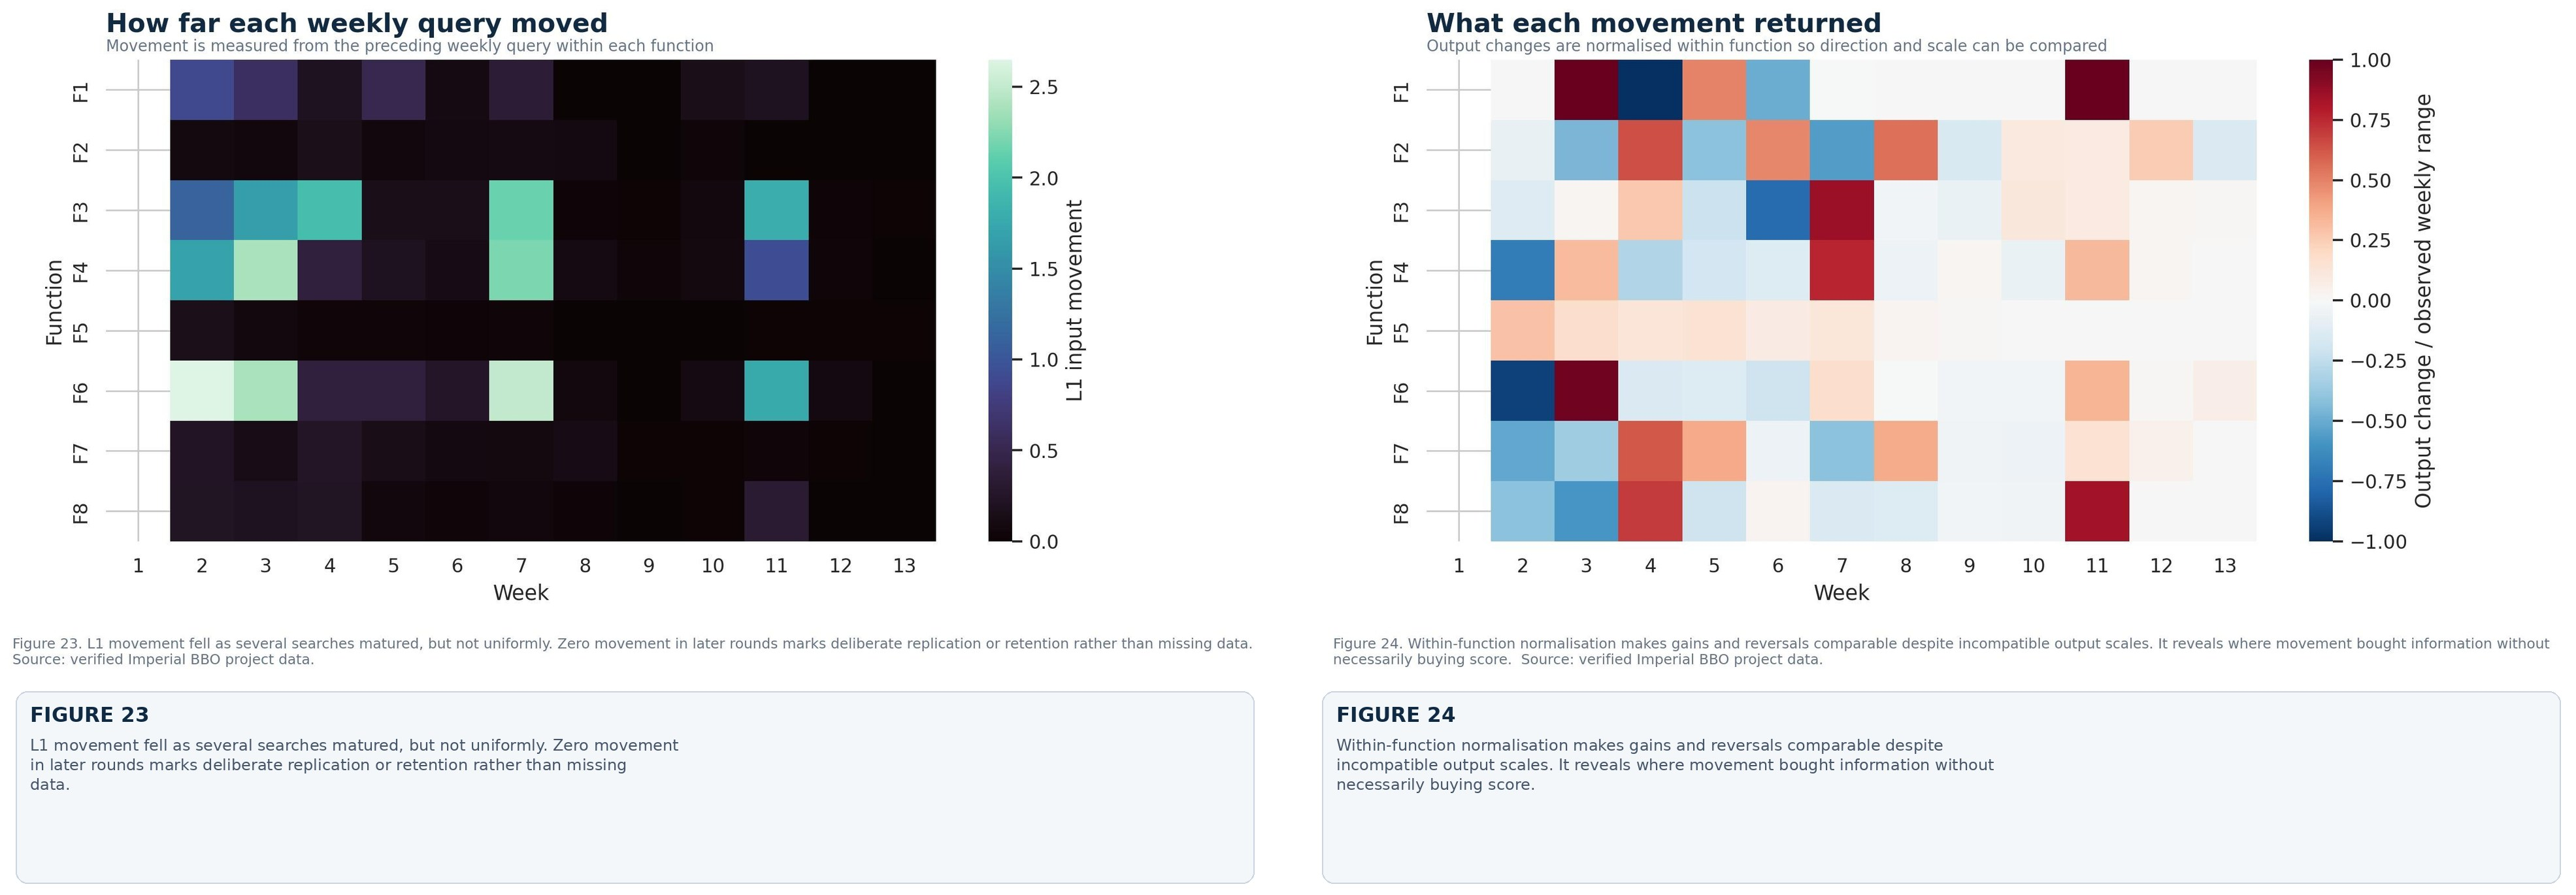 How far each weekly query moved
Movement is measured from the preceding weekly query within each function
F1
F2
F3
F4
F5
F6
F7
F8
Function
1 2 3 4 5 6 7 8 9 10 11 12 13
Week
2.5
2.0
1.5
1.0
0.5
0.0
L1 input movement
Figure 23. L1 movement fell as several searches matured, but not uniformly. Zero movement in later rounds marks deliberate replication or retention rather than missing data.
Source: verified Imperial BBO project data.
What each movement returned
Output changes are normalised within function so direction and scale can be compared
F1
F2
F3
F4
F5
F6
F7
F8
Function
1 2 3 4 5 6 7 8 9 10 11 12 13
Week
1.00
0.75
0.50
0.25
0.00
−0.25
−0.50
−0.75
−1.00
Output change / observed weekly range
Figure 24. Within-function normalisation makes gains and reversals comparable despite incompatible output scales. It reveals where movement bought information without
necessarily buying score.  Source: verified Imperial BBO project data.
FIGURE 23
L1 movement fell as several searches matured, but not uniformly. Zero movement
in later rounds marks deliberate replication or retention rather than missing
data.
FIGURE 24
Within-function normalisation makes gains and reversals comparable despite
incompatible output scales. It reveals where movement bought information without
necessarily buying score.